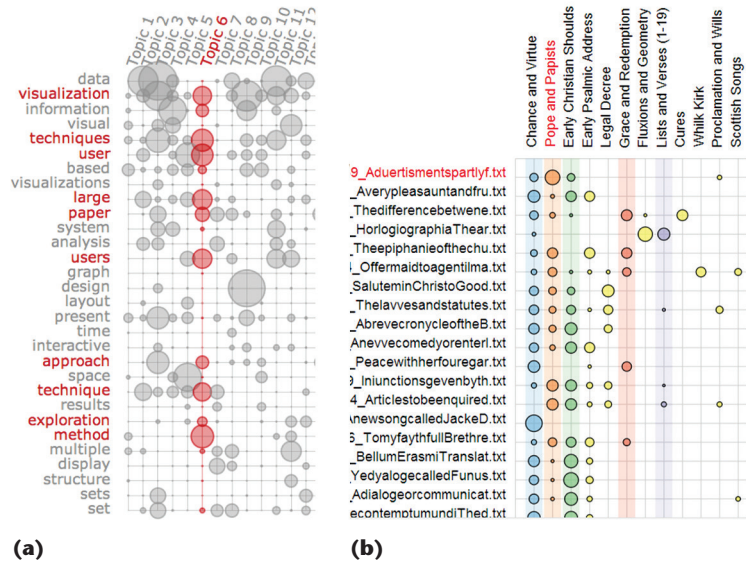 Topic 1
Topic 2
Topic 3
Topic 4
Topic 5
Topic 6
Topic 7
Topic 8
Topic 9
Topic 10
Topic 11
Topic
data
visualization
information
visual
techniques
user
based
visualizations
large
paper
system
analysis
users
graph
design
layout
present
time
interactive
approach
space
technique
results
exploration
method
multiple
display
structure
sets
set
(a)
Chance and Virtue
Pope and Papists
Early Christian Shoulds
Early Psalmic Address
Legal Decree
Grace and Redemption
Fluxions and Geometry
Lists and Verses (1-19)
Cures
Whilk Kirk
Proclamation and Wills
Scottish Songs
9_Aduertismentspartlyf.txt
_Averypleasauntandfru.txt
_Thedifferencebetwene.txt
_HorlogiographiaThear.txt
_Theepiphanieofthechu.txt
_Offermaidtoagentilma.txt
_SaluteminChristoGood.txt
_Thelavvesandstatutes.txt
_AbrevecronycleoftheB.txt
Anevvecomedyorenterl.txt
_Peacewithherfouregar.txt
9_Iniunctionsgevenbyth.txt
4_Articlestobeenquired.txt
AnewsongcalledJackeD.txt
6_TomyfaythfullBrethre.txt
_BellumErasmiTranslat.txt
_YedyalogecalledFunus.txt
_Adialogeorcommunicat.txt
econtemptumundiThed.txt
(b)